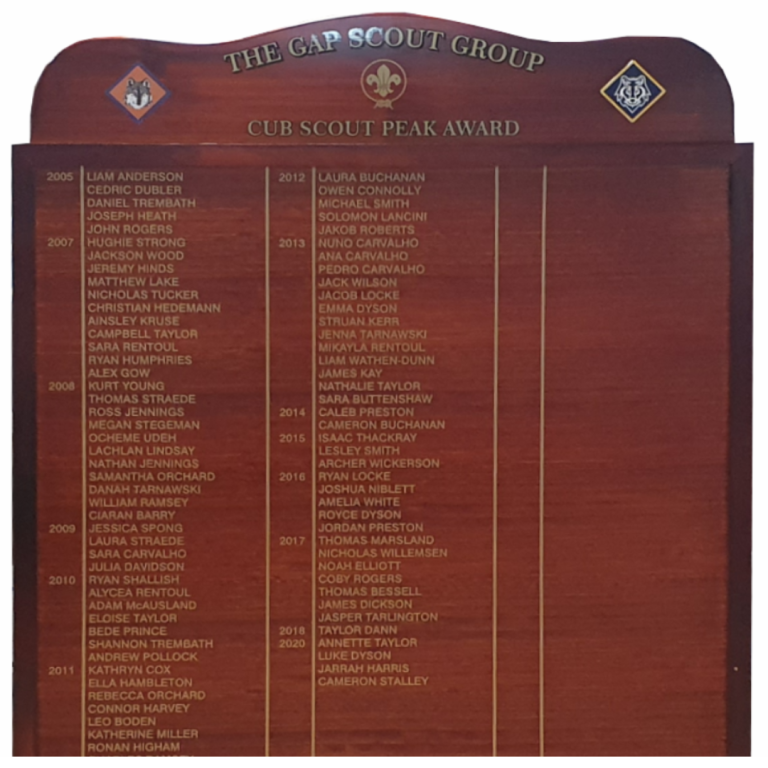 THE GAP SCOUT GROUP
CUB SCOUT PEAK AWARD
2005 LIAM ANDERSON
CEDRIC DUBLER
DANIEL TREMBATH
JOSEPH HEATH
JOHN ROGERS
2007 HUGHIE STRONG
JACKSON WOOD
JEREMY HINDS
MATTHEW LAKE
NICHOLAS TUCKER
CHRISTIAN HEDEMANN
AINSLEY KRUSE
CAMPBELL TAYLOR
SARA RENTOUL
RYAN HUMPHRIES
ALEX GOW
2008 KURT YOUNG
THOMAS STRAEDE
ROSS JENNINGS
MEGAN STEGEMAN
OCHEME UDEH
LACHLAN LINDSAY
NATHAN JENNINGS
SAMANTHA ORCHARD
DANAH TARNAWSKI
WILLIAM RAMSEY
CIARAN BARRY
2009 JESSICA SPONG
LAURA STRAEDE
SARA CARVALHO
JULIA DAVIDSON
2010 RYAN SHALLISH
ALYCEA RENTOUL
ADAM McAUSLAND
ELOISE TAYLOR
BEDE PRINCE
SHANNON TREMBATH
ANDREW POLLOCK
2011 KATHRYN COX
ELLA HAMBLETON
REBECCA ORCHARD
CONNOR HARVEY
LEO BODEN
KATHERINE MILLER
RONAN HIGHAM
2012 LAURA BUCHANAN
OWEN CONNOLLY
MICHAEL SMITH
SOLOMON LANCINI
JAKOB ROBERTS
2013 NUNO CARVALHO
ANA CARVALHO
PEDRO CARVALHO
JACK WILSON
JACOB LOCKE
EMMA DYSON
STRUAN KERR
JENNA TARNAWSKI
MIKAYLA RENTOUL
LIAM WATHEN-DUNN
JAMES KAY
NATHALIE TAYLOR
SARA BUTTENSHAW
2014 CALEB PRESTON
CAMERON BUCHANAN
2015 ISAAC THACKRAY
LESLEY SMITH
ARCHER WICKERSON
2016 RYAN LOCKE
JOSHUA NIBLETT
AMELIA WHITE
ROYCE DYSON
JORDAN PRESTON
2017 THOMAS MARSLAND
NICHOLAS WILLEMSEN
NOAH ELLIOTT
COBY ROGERS
THOMAS BESSELL
JAMES DICKSON
JASPER TARLINGTON
2018 TAYLOR DANN
2020 ANNETTE TAYLOR
LUKE DYSON
JARRAH HARRIS
CAMERON STALLEY